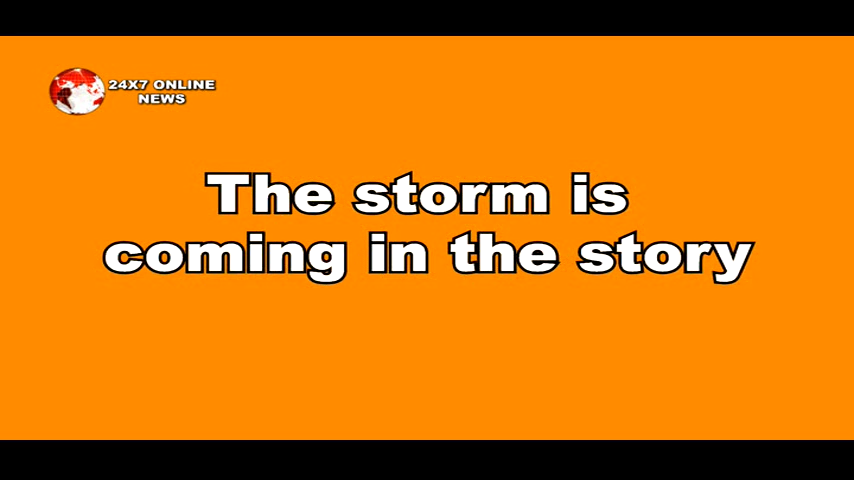 24X7 ONLINE
NEWS
The storm is
coming in the story